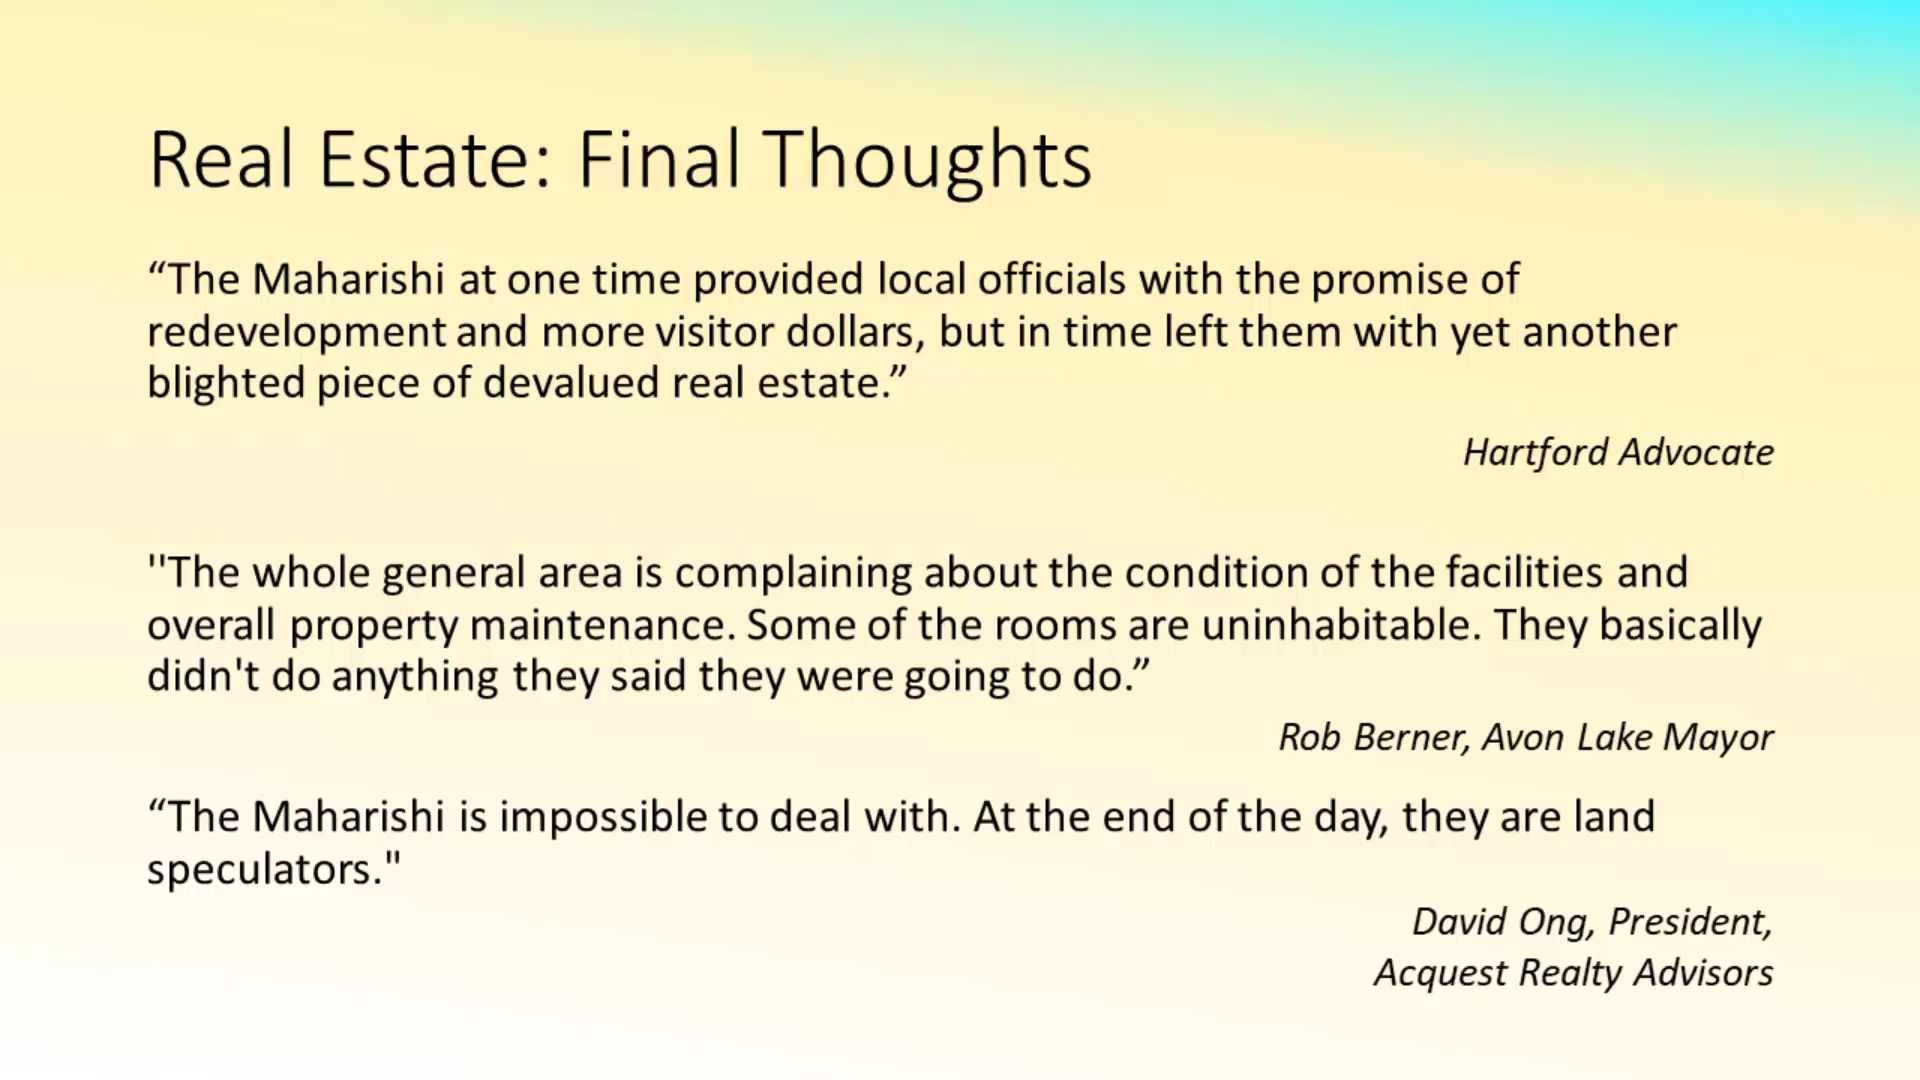 Real Estate: Final Thoughts
“The Maharishi at one time provided local officials with the promise of
redevelopment and more visitor dollars, but in time left them with yet another
blighted piece of devalued real estate.”
Hartford Advocate
''The whole general area is complaining about the condition of the facilities and
overall property maintenance. Some of the rooms are uninhabitable. They basically
didn't do anything they said they were going to do.”
Rob Berner, Avon Lake Mayor
“The Maharishi is impossible to deal with. At the end of the day, they are land
speculators."
David Ong, President,
Acquest Realty Advisors